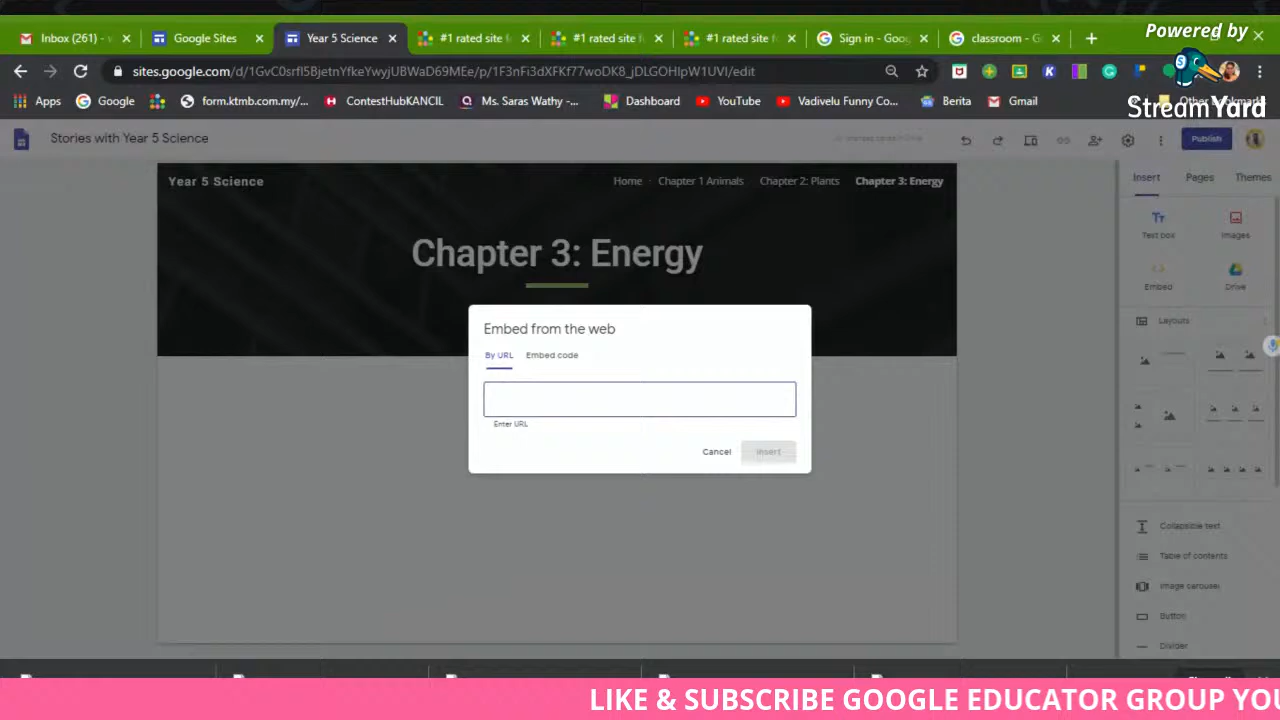 Powered by
StreamYard
Inbox (261) -
Google Sites
Year 5 Science
#1 rated site f
#1 rated site f
#1 rated site f
Sign in - Goog
classroom - G
sites.google.com/d/1GvC0srfI5BjetnYfkeYwyjUBWaD69MEe/p/1F3nFi3dXFKf77woDK8_jDLGOHIpW1UVI/edit
Apps
Google
form.ktmb.com.my/...
ContestHubKANCIL
Ms. Saras Wathy -...
Dashboard
YouTube
Vadivelu Funny Co...
Berita
Gmail
Stories with Year 5 Science
Publish
Year 5 Science
Home
Chapter 1 Animals
Chapter 2: Plants
Chapter 3: Energy
Chapter 3: Energy
Embed from the web
By URL
Embed code
Enter URL
Cancel
Insert
Insert
Pages
Themes
Text box
Images
Embed
Drive
Layouts
Collapsible text
Table of contents
Image carousel
Button
Divider
LIKE & SUBSCRIBE GOOGLE EDUCATOR GROUP YOU